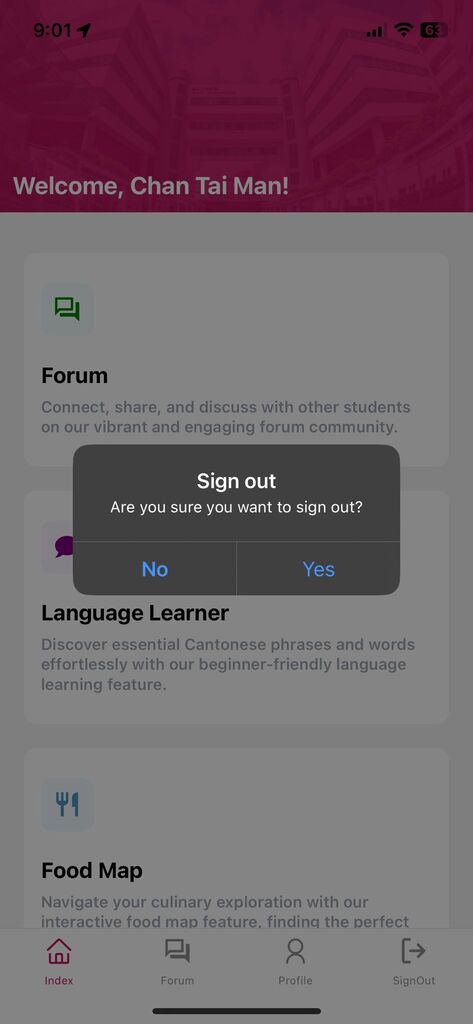 9:01
63
Welcome, Chan Tai Man!
Forum
Connect, share, and discuss with other students
on our vibrant and engaging forum community.
Sign out
Are you sure you want to sign out?
No
Yes
Language Learner
Discover essential Cantonese phrases and words
effortlessly with our beginner-friendly language
learning feature.
Food Map
Navigate your culinary exploration with our
interactive food map feature, finding the perfect
Index
Forum
Profile
SignOut